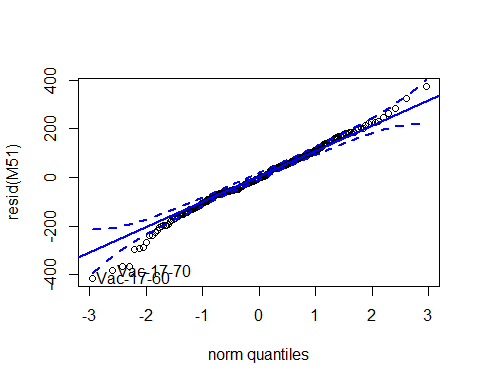 400
200
0
-200
-400
resid(M51)
Vac-17-70
Vac-17-60
-3 -2 -1 0 1 2 3
norm quantiles